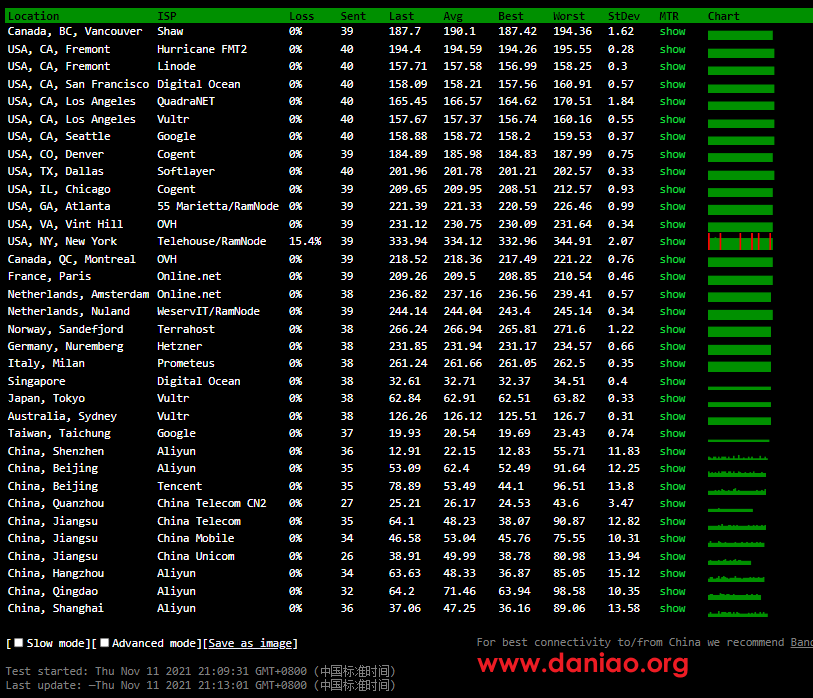 Location ISP Loss Sent Last Avg Best Worst StDev MTR Chart
Canada, BC, Vancouver Shaw 0% 39 187.7 190.1 187.42 194.36 1.62 show
USA, CA, Fremont Hurricane FMT2 0% 40 194.4 194.59 194.26 195.55 0.28 show
USA, CA, Fremont Linode 0% 40 157.71 157.58 156.99 158.25 0.3 show
USA, CA, San Francisco Digital Ocean 0% 40 158.09 158.21 157.56 160.91 0.57 show
USA, CA, Los Angeles QuadraNET 0% 40 165.45 166.57 164.62 170.51 1.84 show
USA, CA, Los Angeles Vultr 0% 40 157.67 157.37 156.74 160.16 0.55 show
USA, CA, Seattle Google 0% 40 158.88 158.72 158.2 159.53 0.37 show
USA, CO, Denver Cogent 0% 39 184.89 185.98 184.83 187.99 0.75 show
USA, TX, Dallas Softlayer 0% 40 201.96 201.78 201.21 202.57 0.33 show
USA, IL, Chicago Cogent 0% 39 209.65 209.95 208.51 212.57 0.93 show
USA, GA, Atlanta 55 Marietta/RamNode 0% 39 221.39 221.33 220.59 226.46 0.99 show
USA, VA, Vint Hill OVH 0% 39 231.12 230.75 230.09 231.64 0.34 show
USA, NY, New York Telehouse/RamNode 15.4% 39 333.94 334.12 332.96 344.91 2.07 show
Canada, QC, Montreal OVH 0% 39 218.52 218.36 217.49 221.22 0.76 show
France, Paris Online.net 0% 39 209.26 209.5 208.85 210.54 0.46 show
Netherlands, Amsterdam Online.net 0% 38 236.82 237.16 236.56 239.41 0.57 show
Netherlands, Nuland WeservIT/RamNode 0% 39 244.14 244.04 243.4 245.14 0.34 show
Norway, Sandefjord Terrahost 0% 38 266.24 266.94 265.81 271.6 1.22 show
Germany, Nuremberg Hetzner 0% 38 231.85 231.94 231.17 234.57 0.66 show
Italy, Milan Prometeus 0% 38 261.24 261.66 261.05 262.5 0.35 show
Singapore Digital Ocean 0% 38 32.61 32.71 32.37 34.51 0.4 show
Japan, Tokyo Vultr 0% 38 62.84 62.91 62.51 63.82 0.33 show
Australia, Sydney Vultr 0% 38 126.26 126.12 125.51 126.7 0.31 show
Taiwan, Taichung Google 0% 37 19.93 20.54 19.69 23.43 0.74 show
China, Shenzhen Aliyun 0% 36 12.91 22.15 12.83 55.71 11.83 show
China, Beijing Aliyun 0% 35 53.09 62.4 52.49 91.64 12.25 show
China, Beijing Tencent 0% 35 78.89 53.49 44.1 96.51 13.8 show
China, Quanzhou China Telecom CN2 0% 27 25.21 26.17 24.53 43.6 3.47 show
China, Jiangsu China Telecom 0% 35 64.1 48.23 38.07 90.87 12.82 show
China, Jiangsu China Mobile 0% 34 46.58 53.04 45.76 75.55 10.31 show
China, Jiangsu China Unicom 0% 26 38.91 49.99 38.78 80.98 13.94 show
China, Hangzhou Aliyun 0% 34 63.63 48.33 36.87 85.05 15.12 show
China, Qingdao Aliyun 0% 32 64.2 71.46 63.94 98.58 10.35 show
China, Shanghai Aliyun 0% 36 37.06 47.25 36.16 89.06 13.58 show
[ Slow mode][ Advanced mode][Save as image] For best connectivity to/from China we recommend Band
www.daniao.org
Test started: Thu Nov 11 2021 21:09:31 GMT+0800 (中国标准时间)
Last update: —Thu Nov 11 2021 21:13:01 GMT+0800 (中国标准时间)